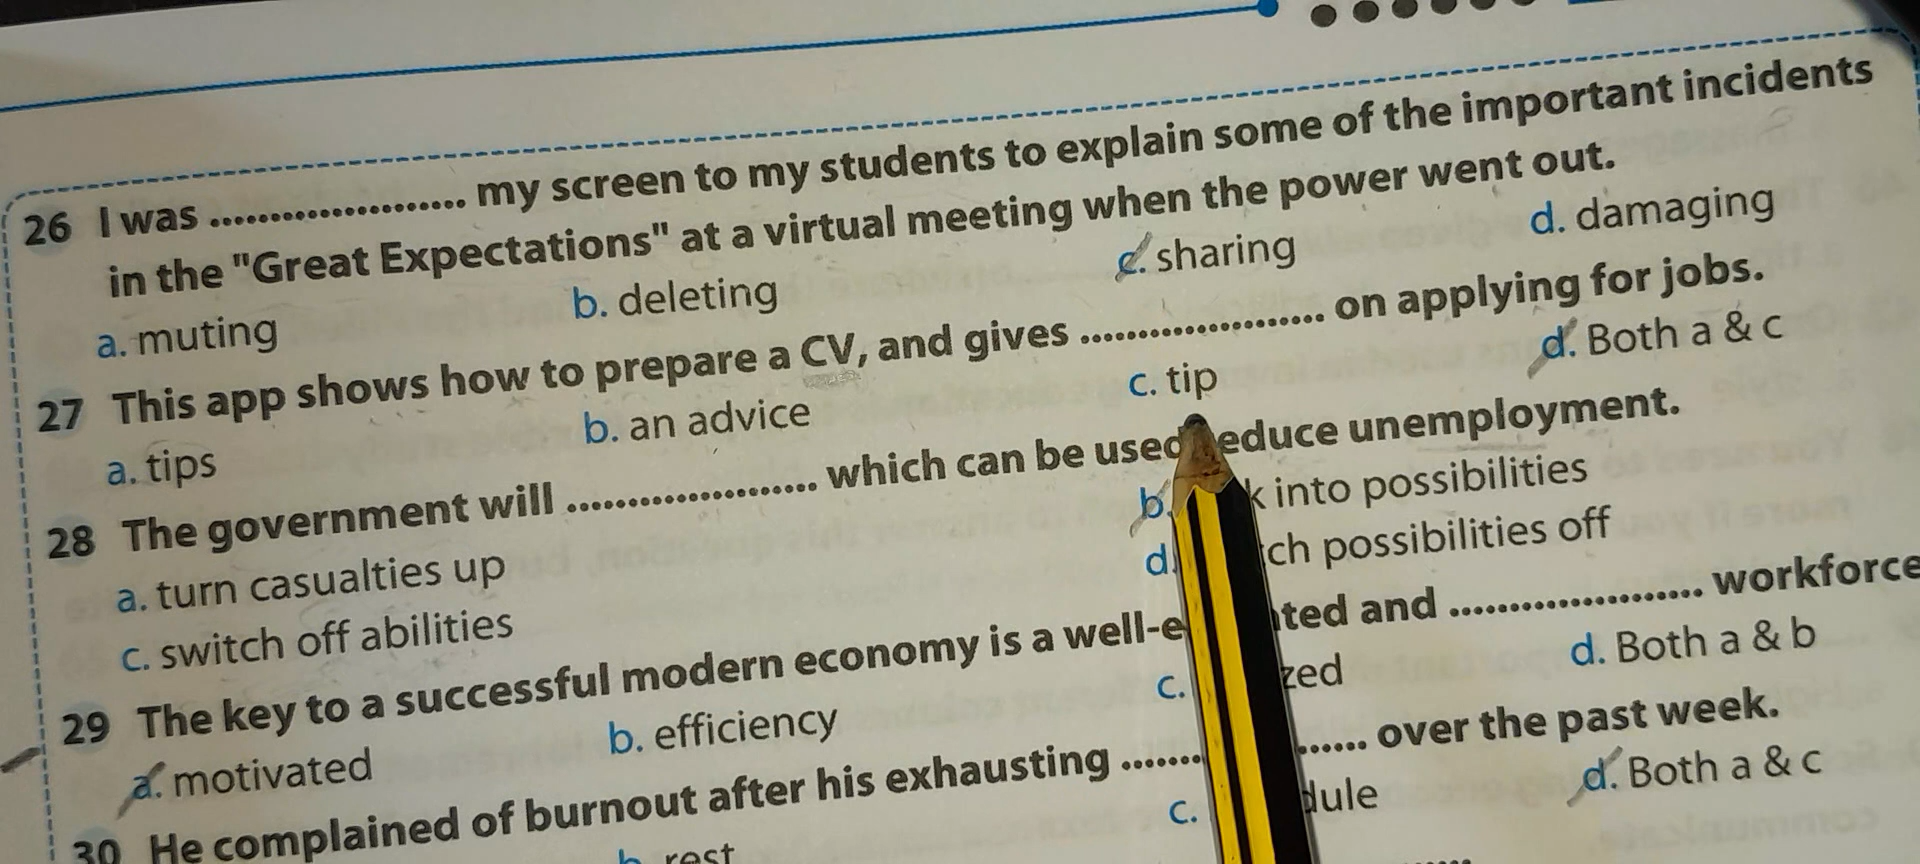 26 I was ..................... my screen to my students to explain some of the important incidents
in the "Great Expectations" at a virtual meeting when the power went out.
a. muting b. deleting c. sharing d. damaging
27 This app shows how to prepare a CV, and gives .................... on applying for jobs.
a. tips b. an advice c. tip d. Both a & c
28 The government will ..................... which can be used educe unemployment.
a. turn casualties up b. k into possibilities
c. switch off abilities d. tch possibilities off
29 The key to a successful modern economy is a well-e ted and ..................... workforce
a. motivated b. efficiency c. zed d. Both a & b
30 He complained of burnout after his exhausting ............. over the past week.
b. rest c. dule d. Both a & c